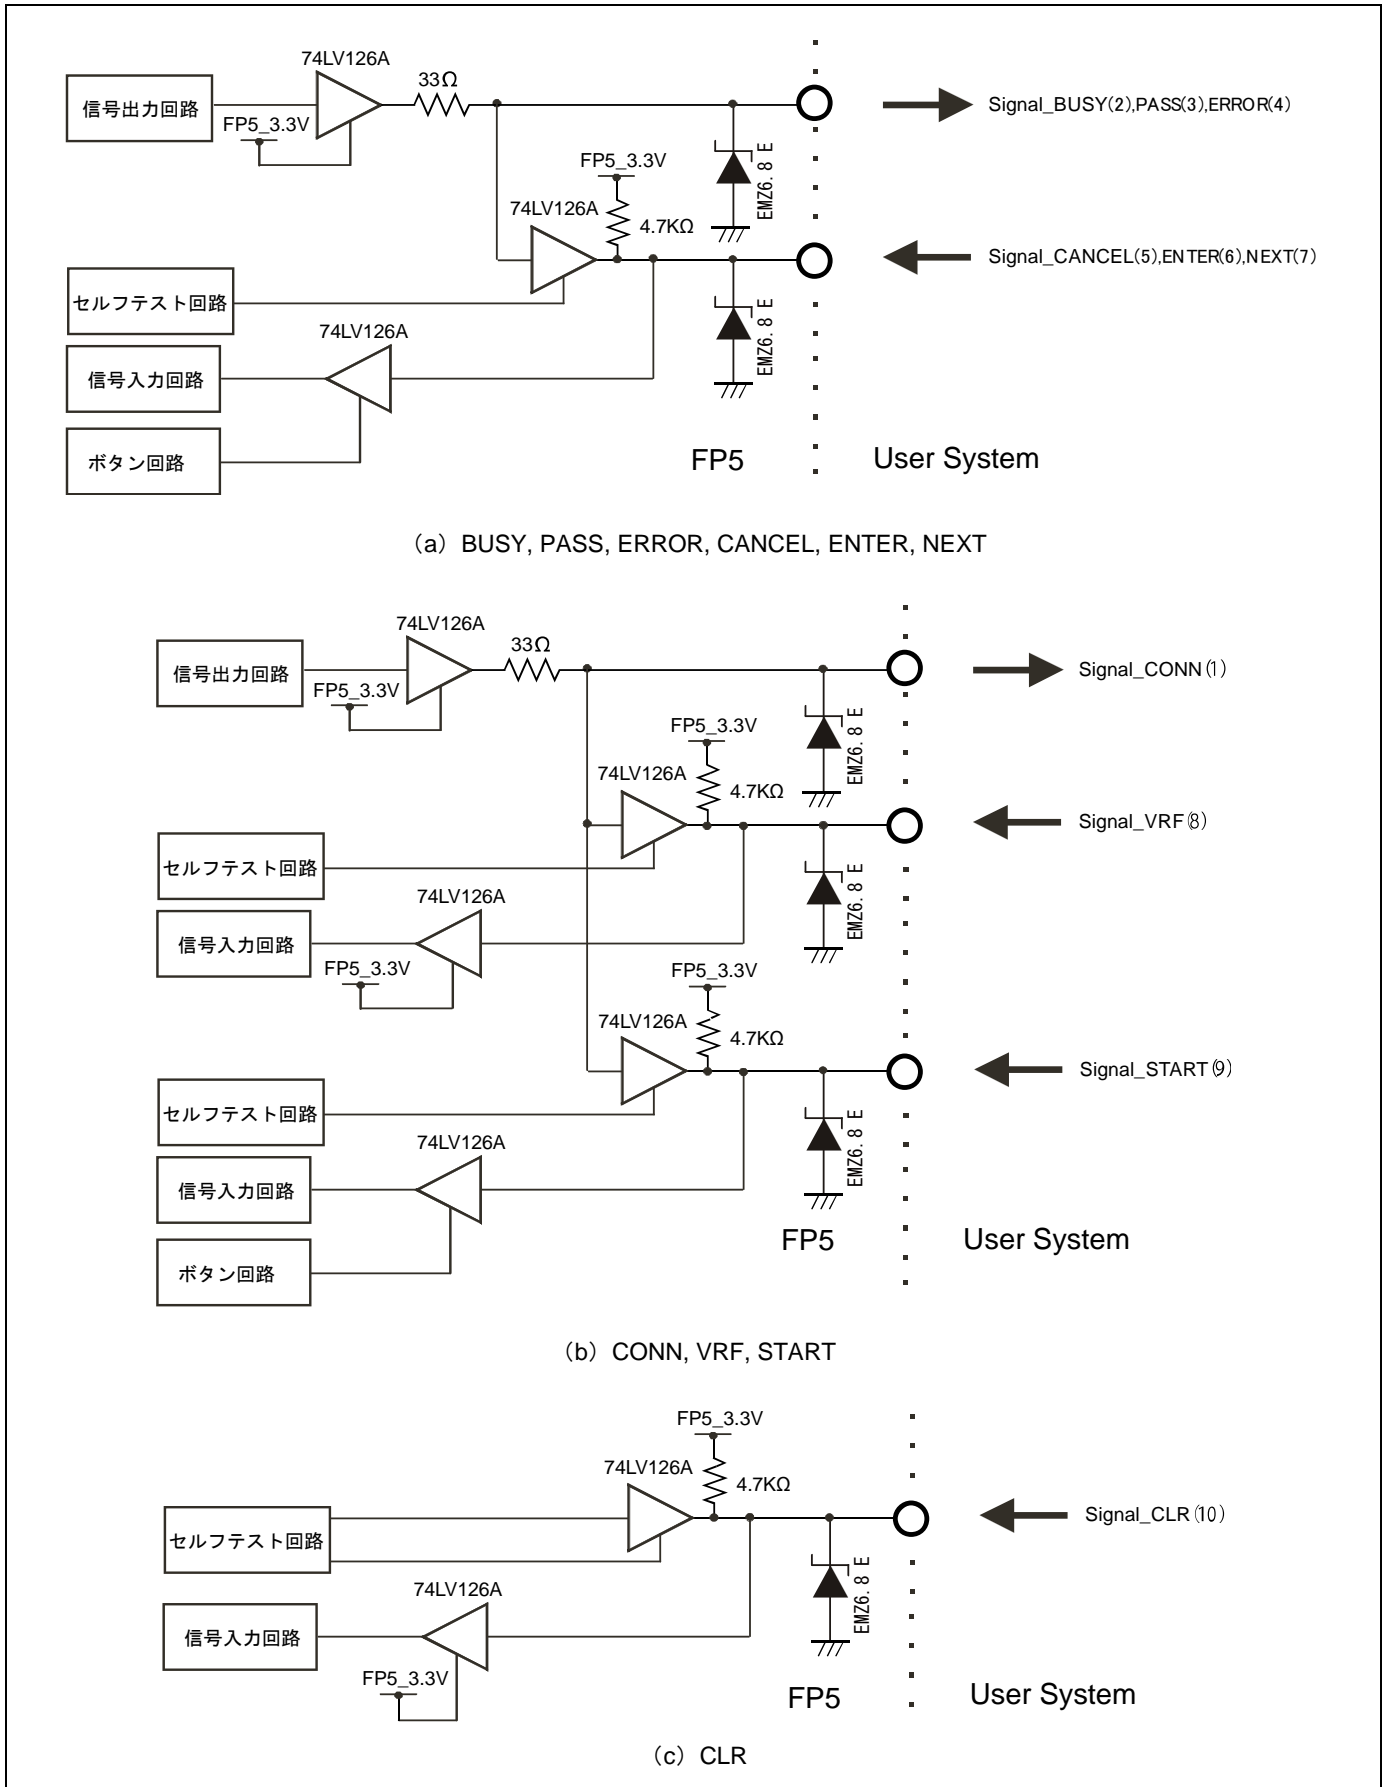 74LV126A
33Ω
信号出力回路
FP5_3.3V
Signal_BUSY(2),PASS(3),ERROR(4)
EMZ6. 8 E
FP5_3.3V
74LV126A
4.7KΩ
Signal_CANCEL(5),ENTER(6),NEXT(7)
セルフテスト回路
EMZ6. 8 E
74LV126A
信号入力回路
ボタン回路
FP5
User System
(a) BUSY, PASS, ERROR, CANCEL, ENTER, NEXT
74LV126A
33Ω
信号出力回路
FP5_3.3V
Signal_CONN(1)
EMZ6. 8 E
FP5_3.3V
74LV126A
4.7KΩ
Signal_VRF(8)
セルフテスト回路
EMZ6. 8 E
74LV126A
信号入力回路
FP5_3.3V
FP5_3.3V
74LV126A
4.7KΩ
Signal_START(9)
セルフテスト回路
EMZ6. 8 E
74LV126A
信号入力回路
ボタン回路
FP5
User System
(b) CONN, VRF, START
FP5_3.3V
74LV126A
4.7KΩ
Signal_CLR(10)
セルフテスト回路
EMZ6. 8 E
74LV126A
信号入力回路
FP5_3.3V
FP5
User System
(c) CLR